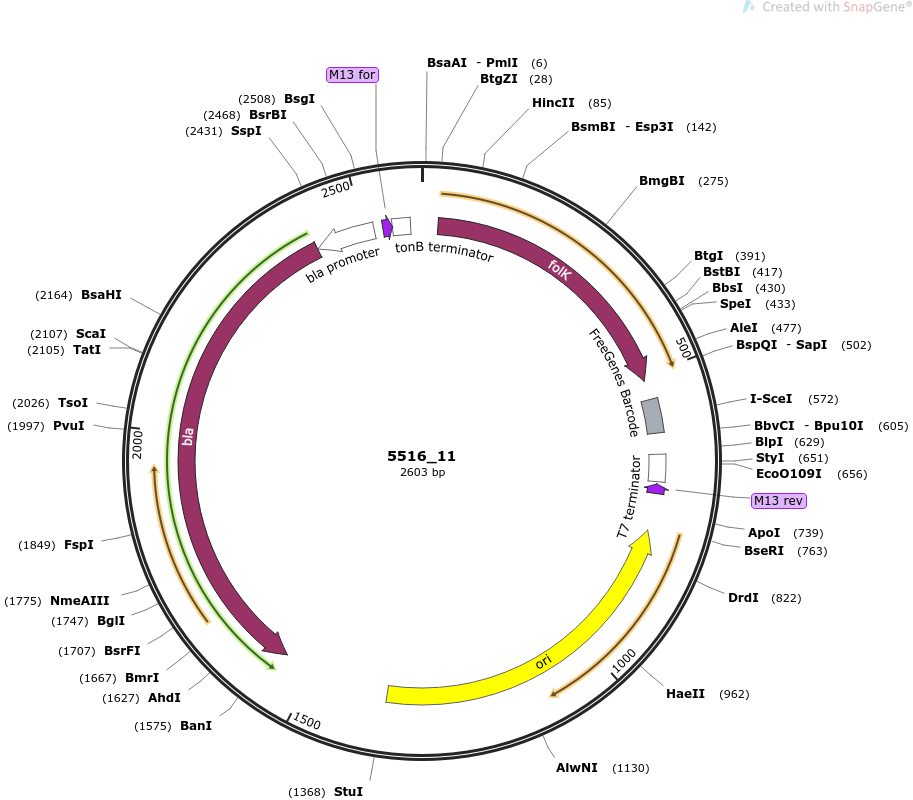 Created with SnapGene®
M13 for
BsaAI - PmlI (6)
BtgZI (28)
HincII (85)
BsmBI - Esp3I (142)
BmgBI (275)
BtgI (391)
BstBI (417)
BbsI (430)
SpeI (433)
AleI (477)
BspQI - SapI (502)
I-SceI (572)
BbvCI - Bpu10I (605)
BlpI (629)
StyI (651)
EcoO109I (656)
M13 rev
ApoI (739)
BseRI (763)
DrdI (822)
HaeII (962)
AlwNI (1130)
(1368) StuI
(1575) BanI
(1627) AhdI
(1667) BmrI
(1707) BsrFI
(1747) BglI
(1775) NmeAIII
(1849) FspI
(1997) PvuI
(2026) TsoI
(2105) TatI
(2107) ScaI
(2164) BsaHI
(2431) SspI
(2468) BsrBI
(2508) BsgI
500
1000
1500
2000
2500
tonB terminator
folK
FreeGenes Barcode
T7 terminator
ori
bla
bla promoter
5516_11
2603 bp